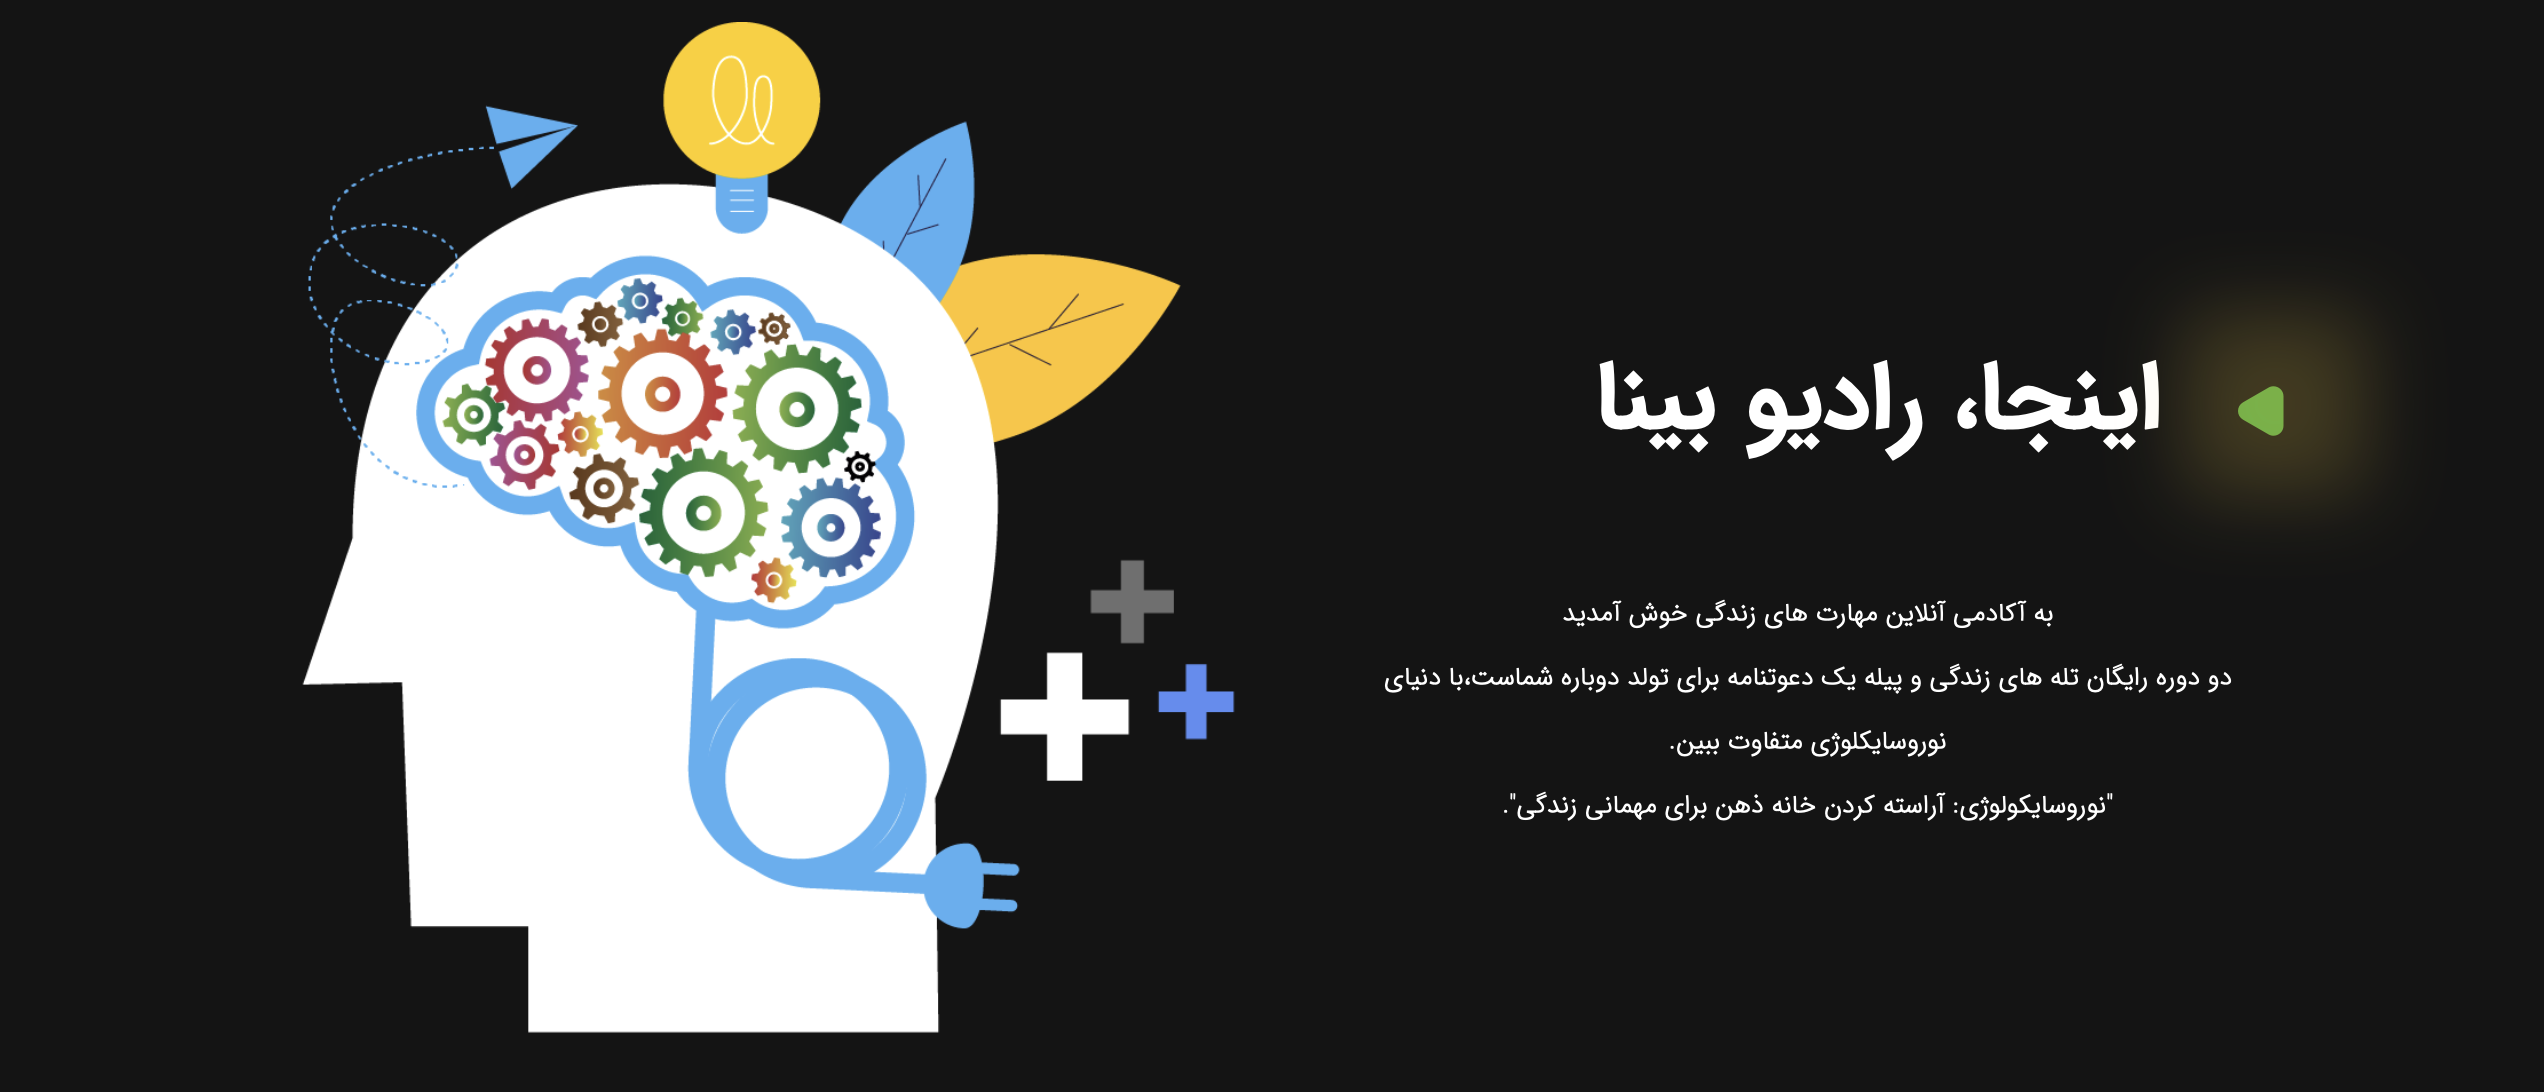 اینجا، رادیو بینا
به آکادمی آنلاین مهارت های زندگی خوش آمدید
دو دوره رایگان تله های زندگی و پیله یک دعوتنامه برای تولد دوباره شماست،با دنیای
نوروسایکلوژی متفاوت ببین.
"نوروسایکولوژی: آراسته کردن خانه ذهن برای مهمانی زندگی".